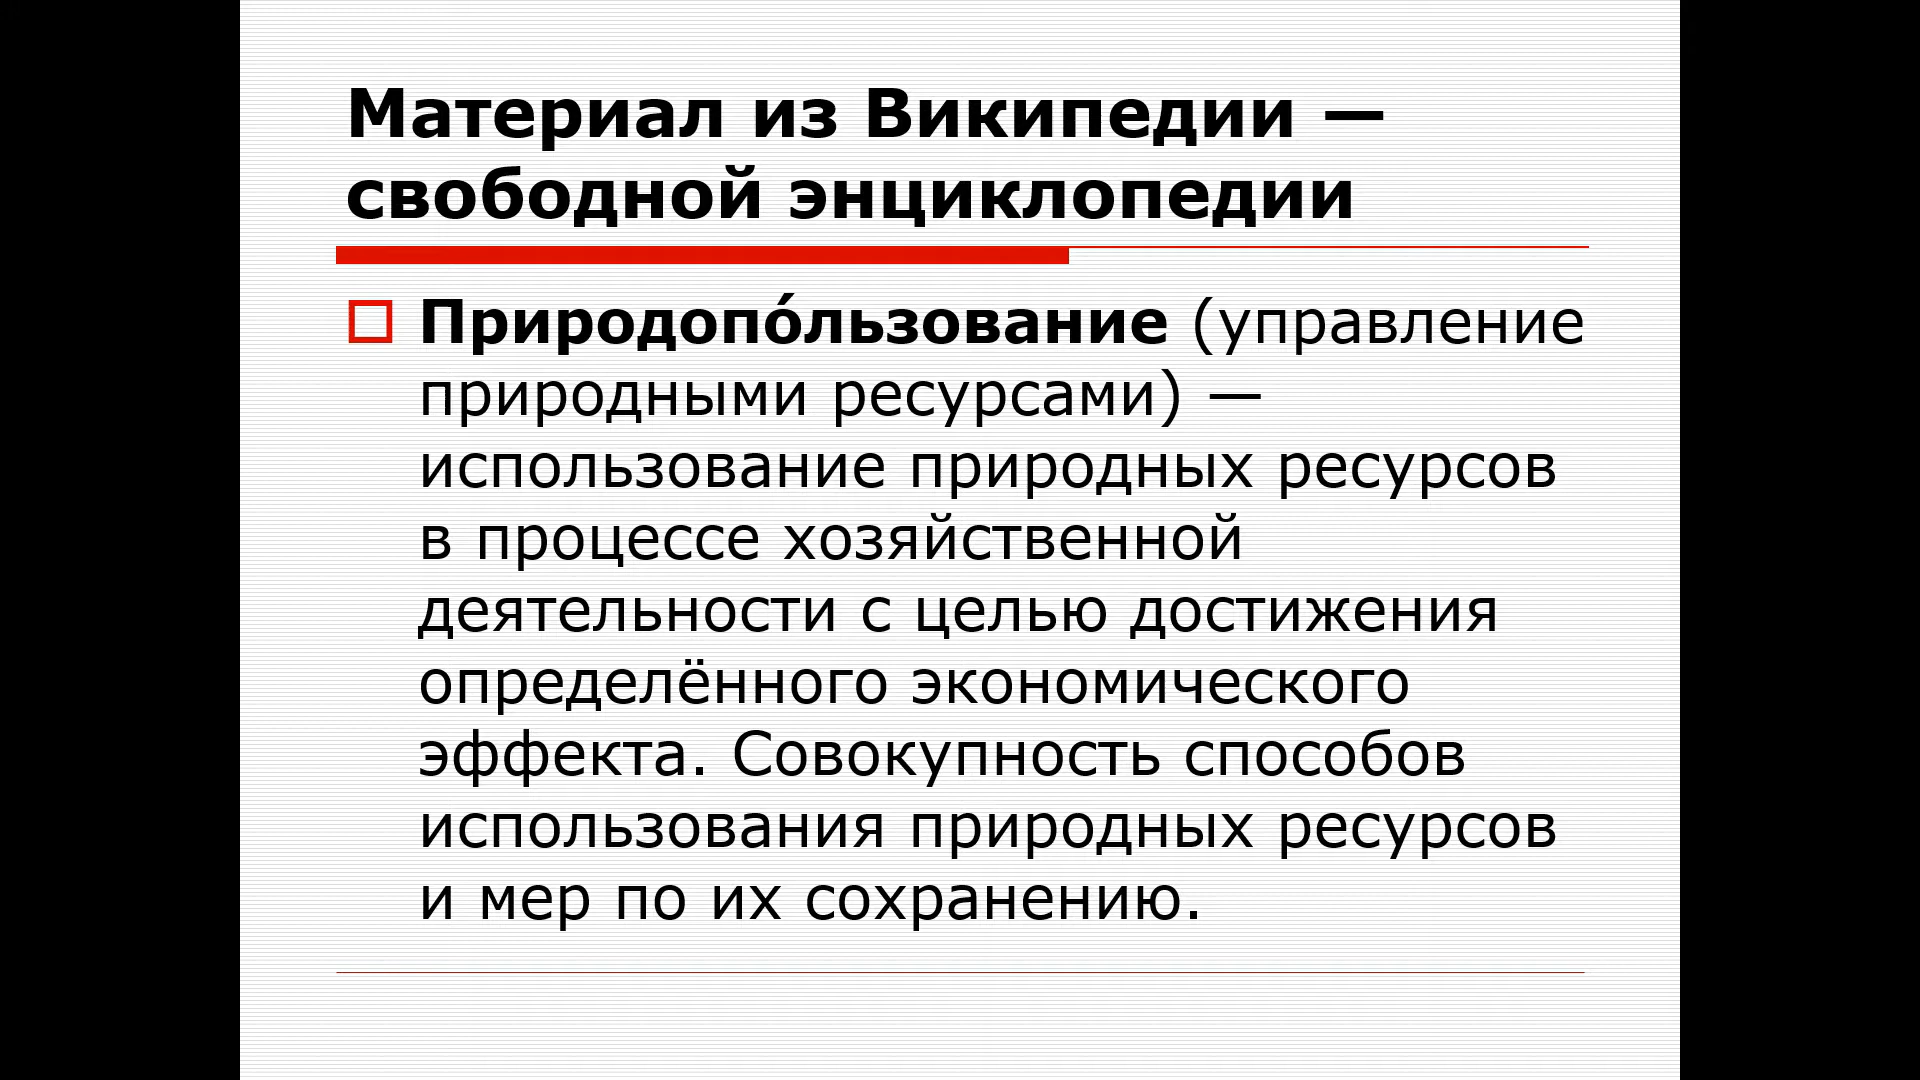 Материал из Википедии —
свободной энциклопедии
Природопо́льзование (управление
природными ресурсами) —
использование природных ресурсов
в процессе хозяйственной
деятельности с целью достижения
определённого экономического
эффекта. Совокупность способов
использования природных ресурсов
и мер по их сохранению.